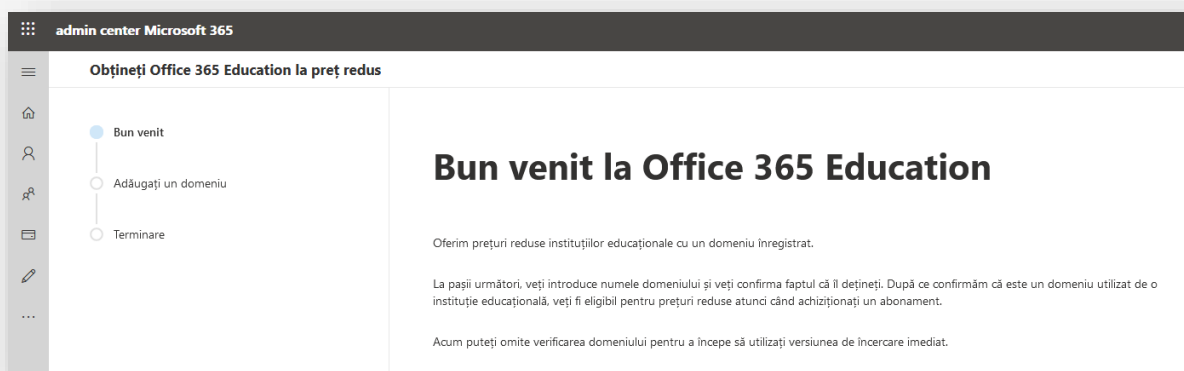 admin center Microsoft 365
Obțineți Office 365 Education la preț redus
Bun venit
Adăugați un domeniu
Terminare
Bun venit la Office 365 Education
Oferim prețuri reduse instituțiilor educaționale cu un domeniu înregistrat.
La pașii următori, veți introduce numele domeniului și veți confirma faptul că îl dețineți. După ce confirmăm că este un domeniu utilizat de o
instituție educațională, veți fi eligibil pentru prețuri reduse atunci când achiziționați un abonament.
Acum puteți omite verificarea domeniului pentru a începe să utilizați versiunea de încercare imediat.